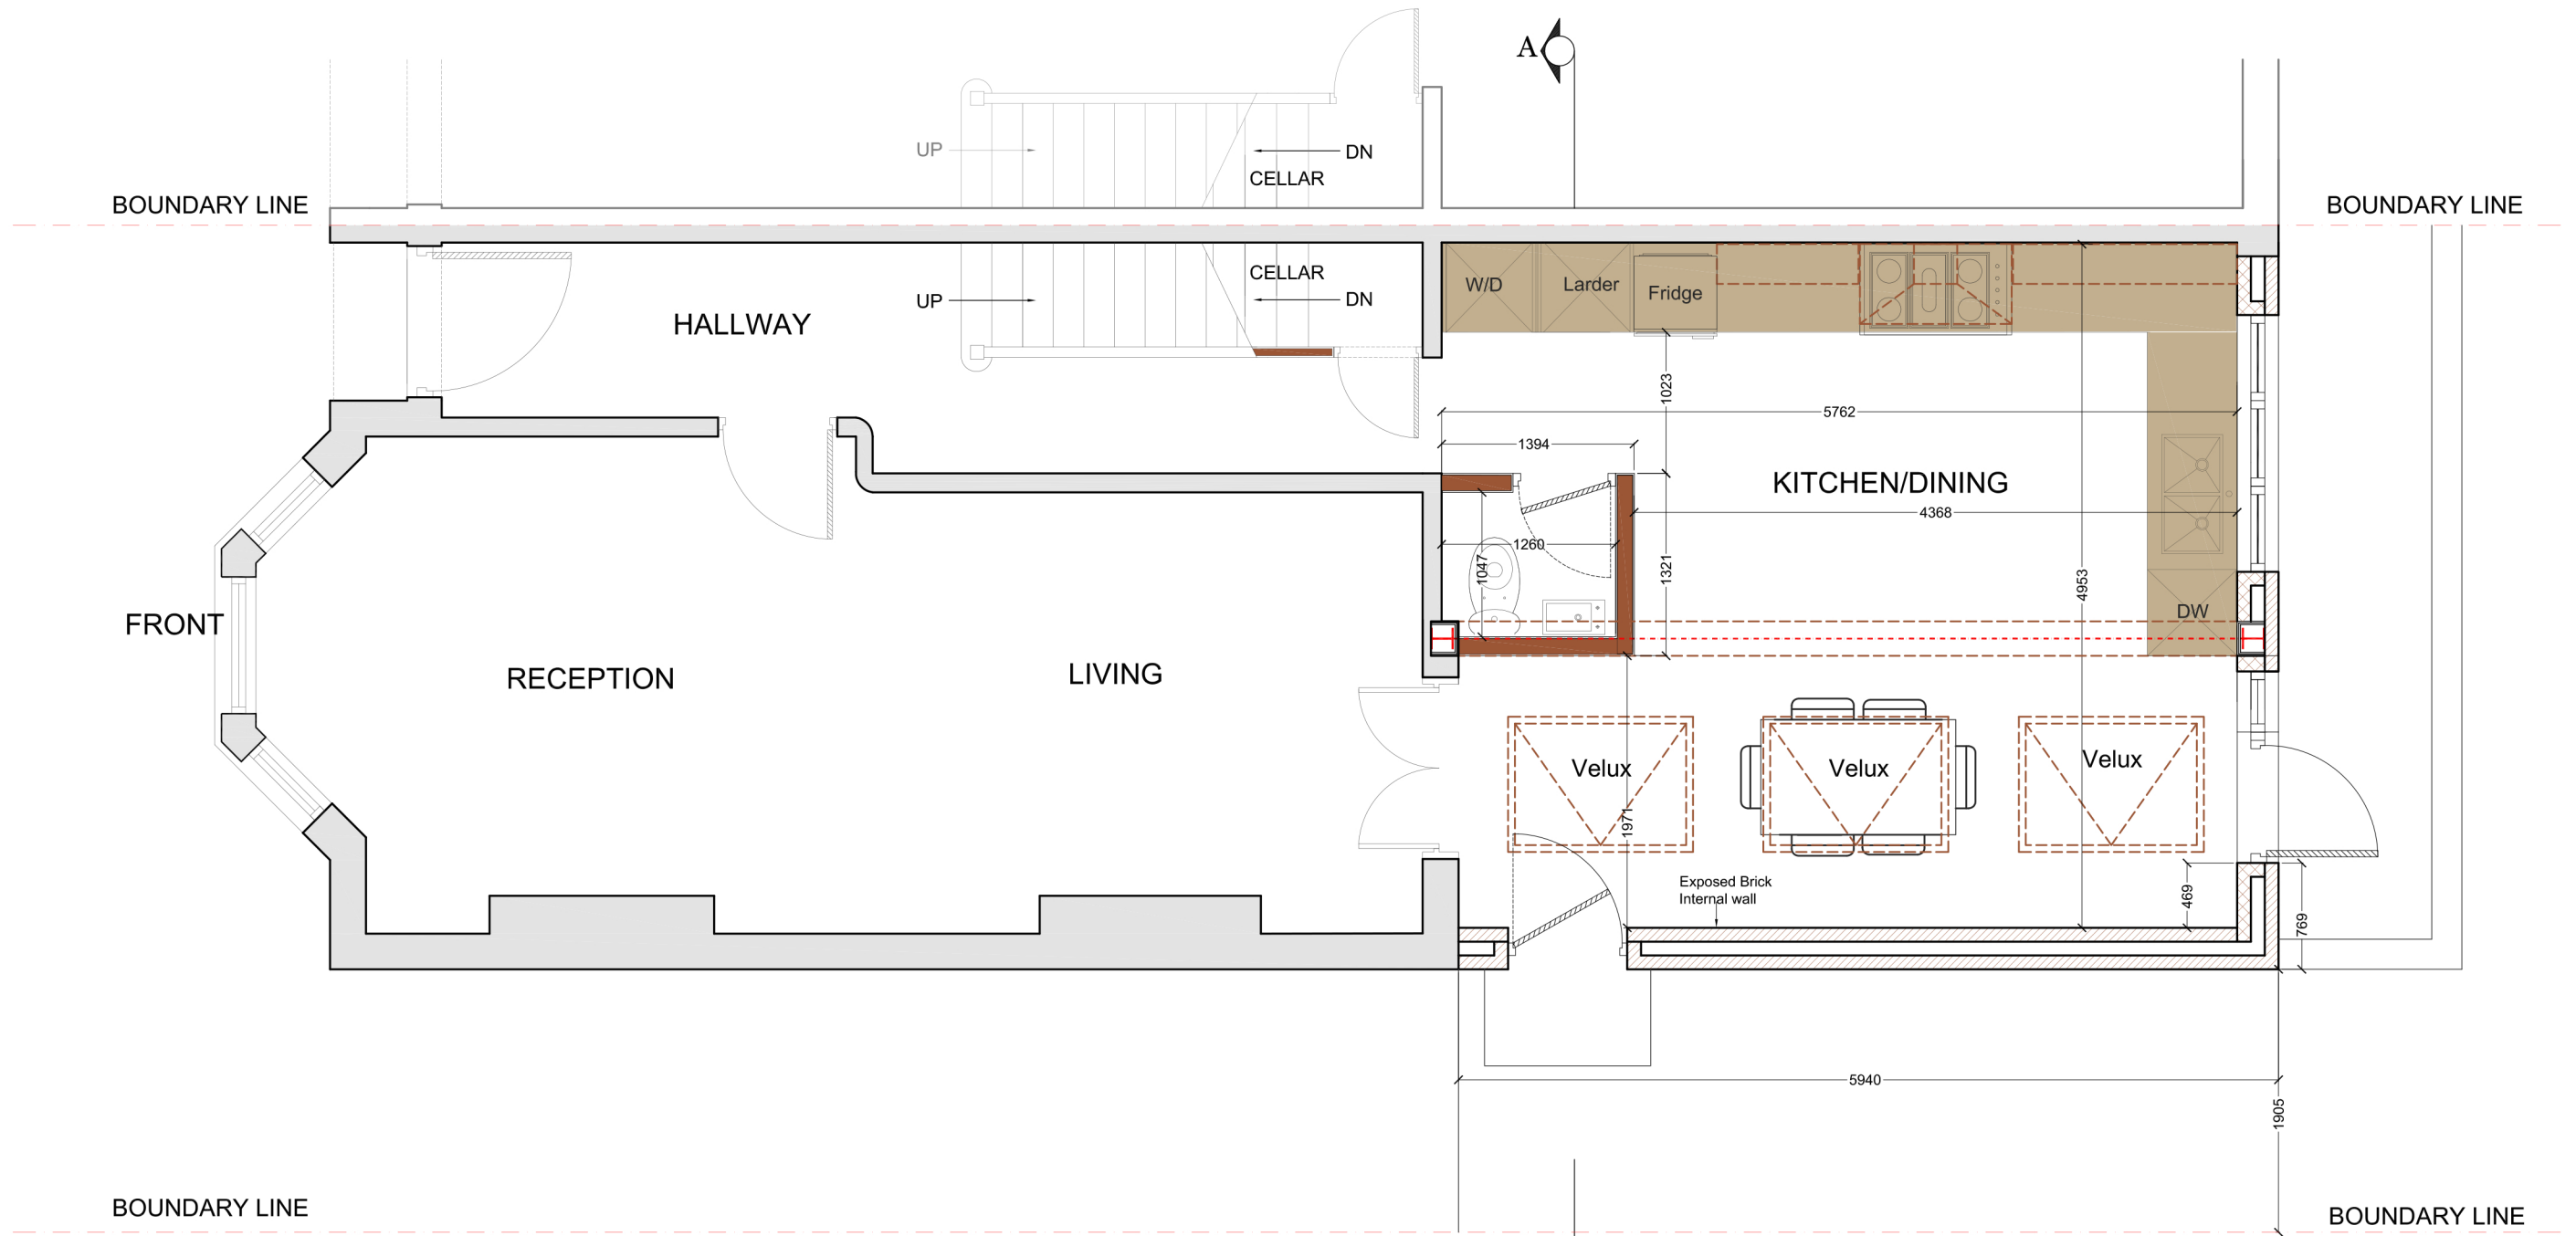 A
UP
DN
CELLAR
BOUNDARY LINE
BOUNDARY LINE
CELLAR
UP
DN
HALLWAY
W/D
Larder
Fridge
1023
5762
1394
KITCHEN/DINING
4368
1260
1047
1321
4953
DW
FRONT
RECEPTION
LIVING
Velux
Velux
Velux
1971
Exposed Brick
Internal wall
469
769
5940
1905
BOUNDARY LINE
BOUNDARY LINE